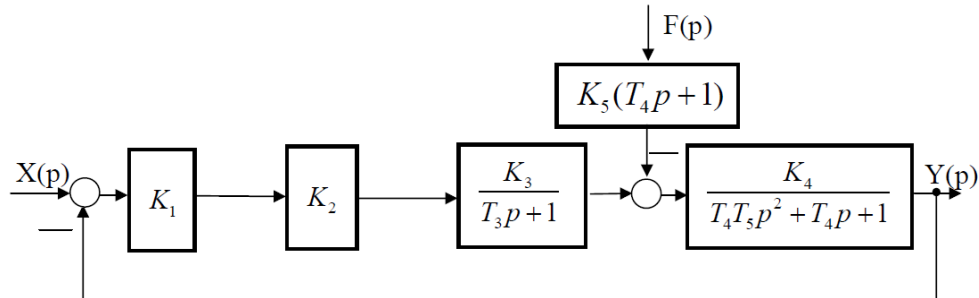 F(p)
K₅(T₄p+1)
X(p)
K₁
K₂
K₃
T₃p+1
K₄
T₄T₅p²+T₄p+1
Y(p)